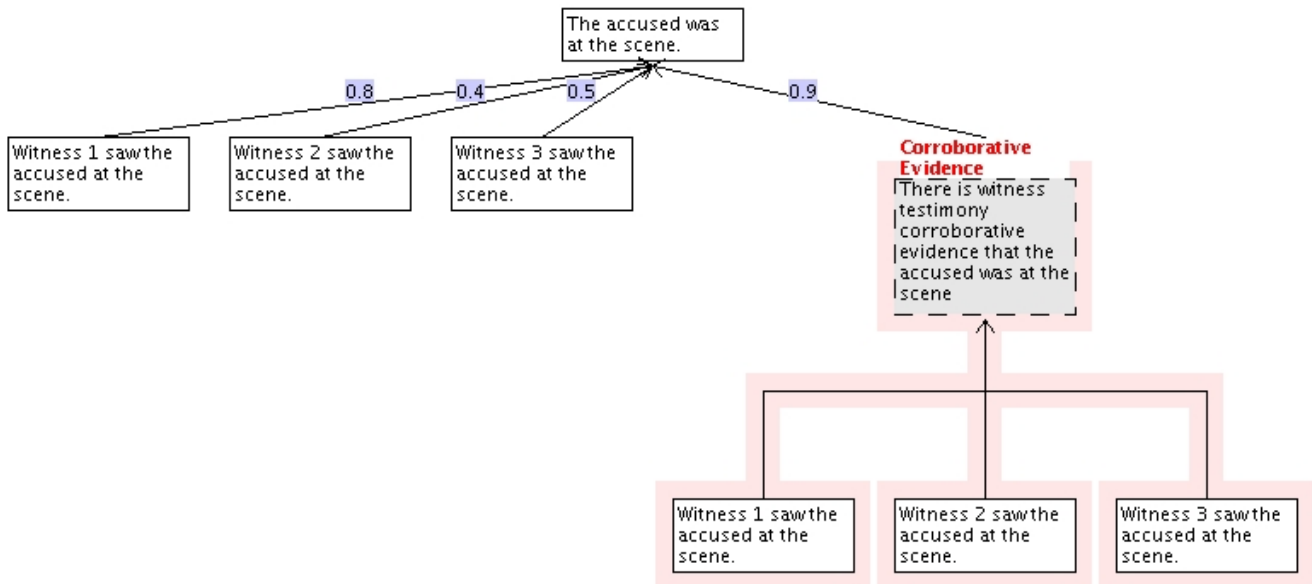 The accused was
at the scene.
0.8
0.4
0.5
0.9
Witness 1 saw the
accused at the
scene.
Witness 2 saw the
accused at the
scene.
Witness 3 saw the
accused at the
scene.
Corroborative
Evidence
There is witness
testimony
corroborative
evidence that the
accused was at the
scene
Witness 1 saw the
accused at the
scene.
Witness 2 saw the
accused at the
scene.
Witness 3 saw the
accused at the
scene.